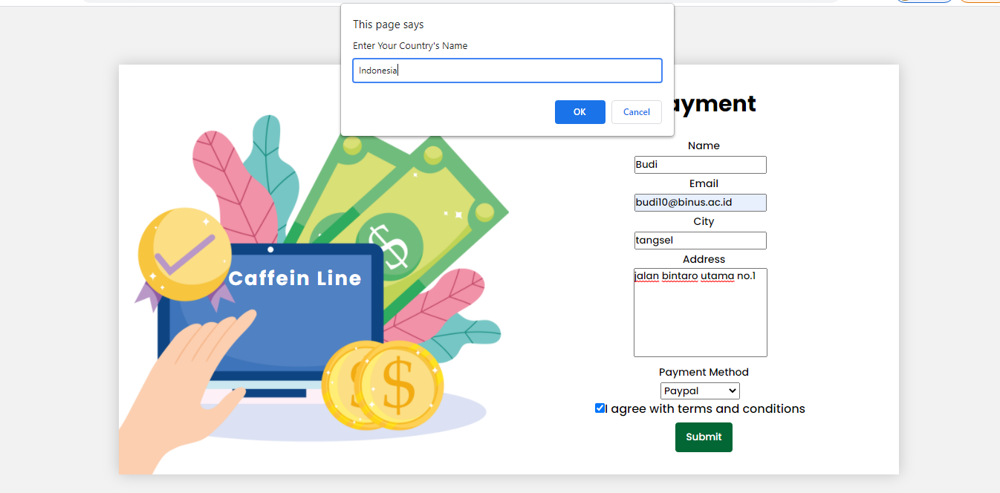 This page says
Enter Your Country's Name
Indonesia
OK
Cancel
ayment
Name
Budi
Email
budi10@binus.ac.id
City
tangsel
Address
jalan bintaro utama no.1
Payment Method
Paypal
I agree with terms and conditions
Submit
Caffein Line
$
$
$